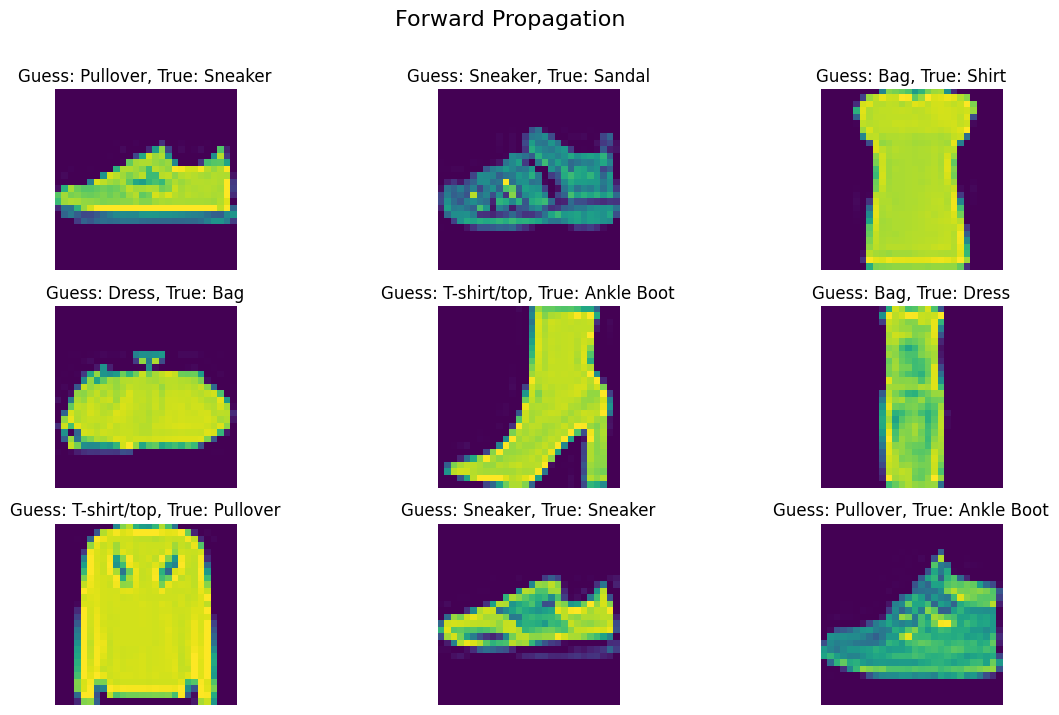 Forward Propagation
Guess: Pullover, True: Sneaker
Guess: Sneaker, True: Sandal
Guess: Bag, True: Shirt
Guess: Dress, True: Bag
Guess: T-shirt/top, True: Ankle Boot
Guess: Bag, True: Dress
Guess: T-shirt/top, True: Pullover
Guess: Sneaker, True: Sneaker
Guess: Pullover, True: Ankle Boot